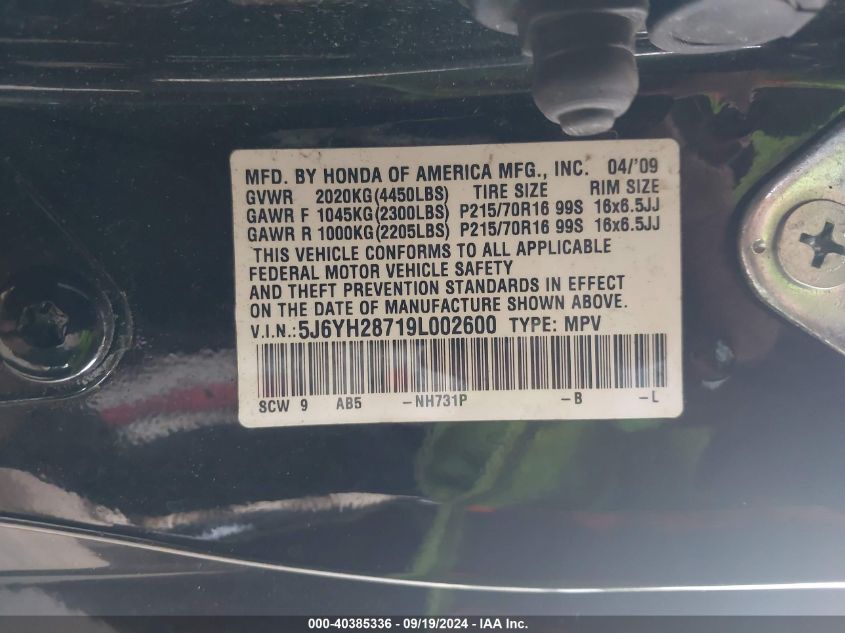 MFD. BY HONDA OF AMERICA MFG., INC. 04/'09
GVWR 2020KG(4450LBS) TIRE SIZE RIM SIZE
GAWR F 1045KG(2300LBS) P215/70R16 99S 16x6.5JJ
GAWR R 1000KG(2205LBS) P215/70R16 99S 16x6.5JJ
THIS VEHICLE CONFORMS TO ALL APPLICABLE
FEDERAL MOTOR VEHICLE SAFETY
AND THEFT PREVENTION STANDARDS IN EFFECT
ON THE DATE OF MANUFACTURE SHOWN ABOVE.
V.I.N.: 5J6YH28719L002600 TYPE: MPV
SCW 9 AB5 -NH731P -B -L
000-40385336 - 09/19/2024 - IAA Inc.